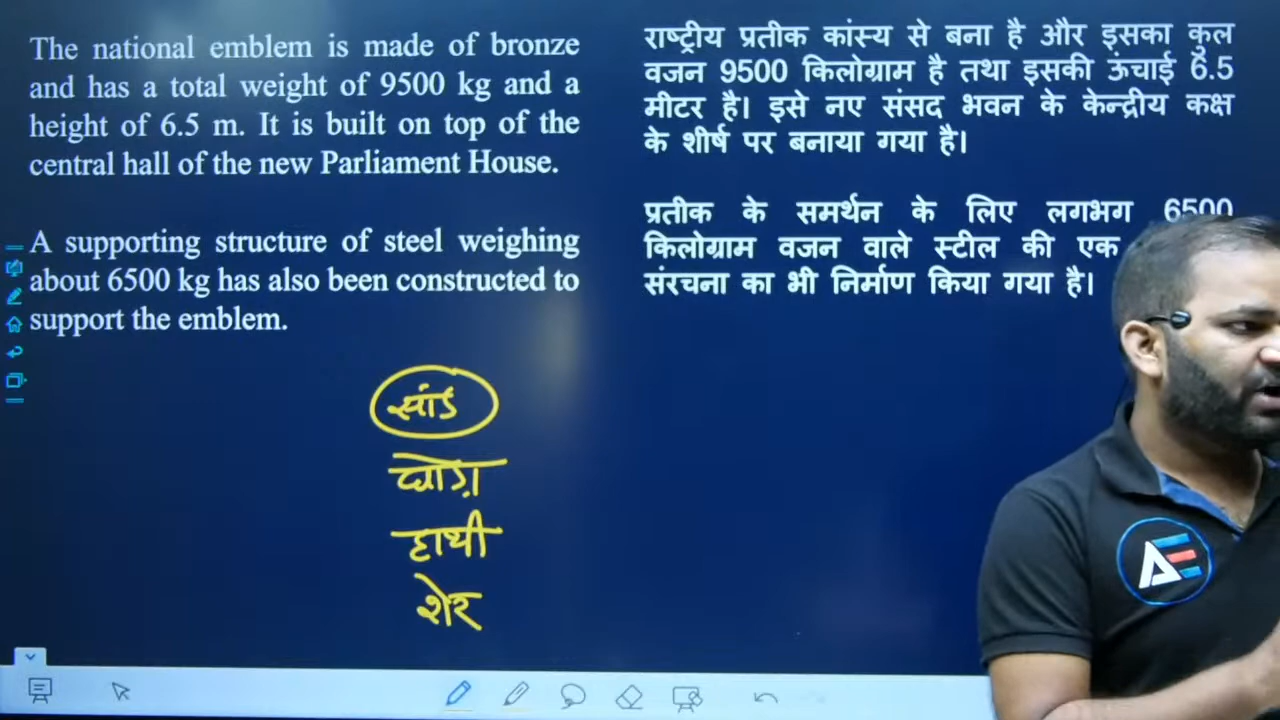 The national emblem is made of bronze
and has a total weight of 9500 kg and a
height of 6.5 m. It is built on top of the
central hall of the new Parliament House.
A supporting structure of steel weighing
about 6500 kg has also been constructed to
support the emblem.
राष्ट्रीय प्रतीक कांस्य से बना है और इसका कुल
वजन 9500 किलोग्राम है तथा इसकी ऊंचाई 6.5
मीटर है। इसे नए संसद भवन के केन्द्रीय कक्ष
के शीर्ष पर बनाया गया है।
प्रतीक के समर्थन के लिए लगभग 6500
किलोग्राम वजन वाले स्टील की एक
संरचना का भी निर्माण किया गया है।
सांड
घोड़ा
हाथी
शेर
AE